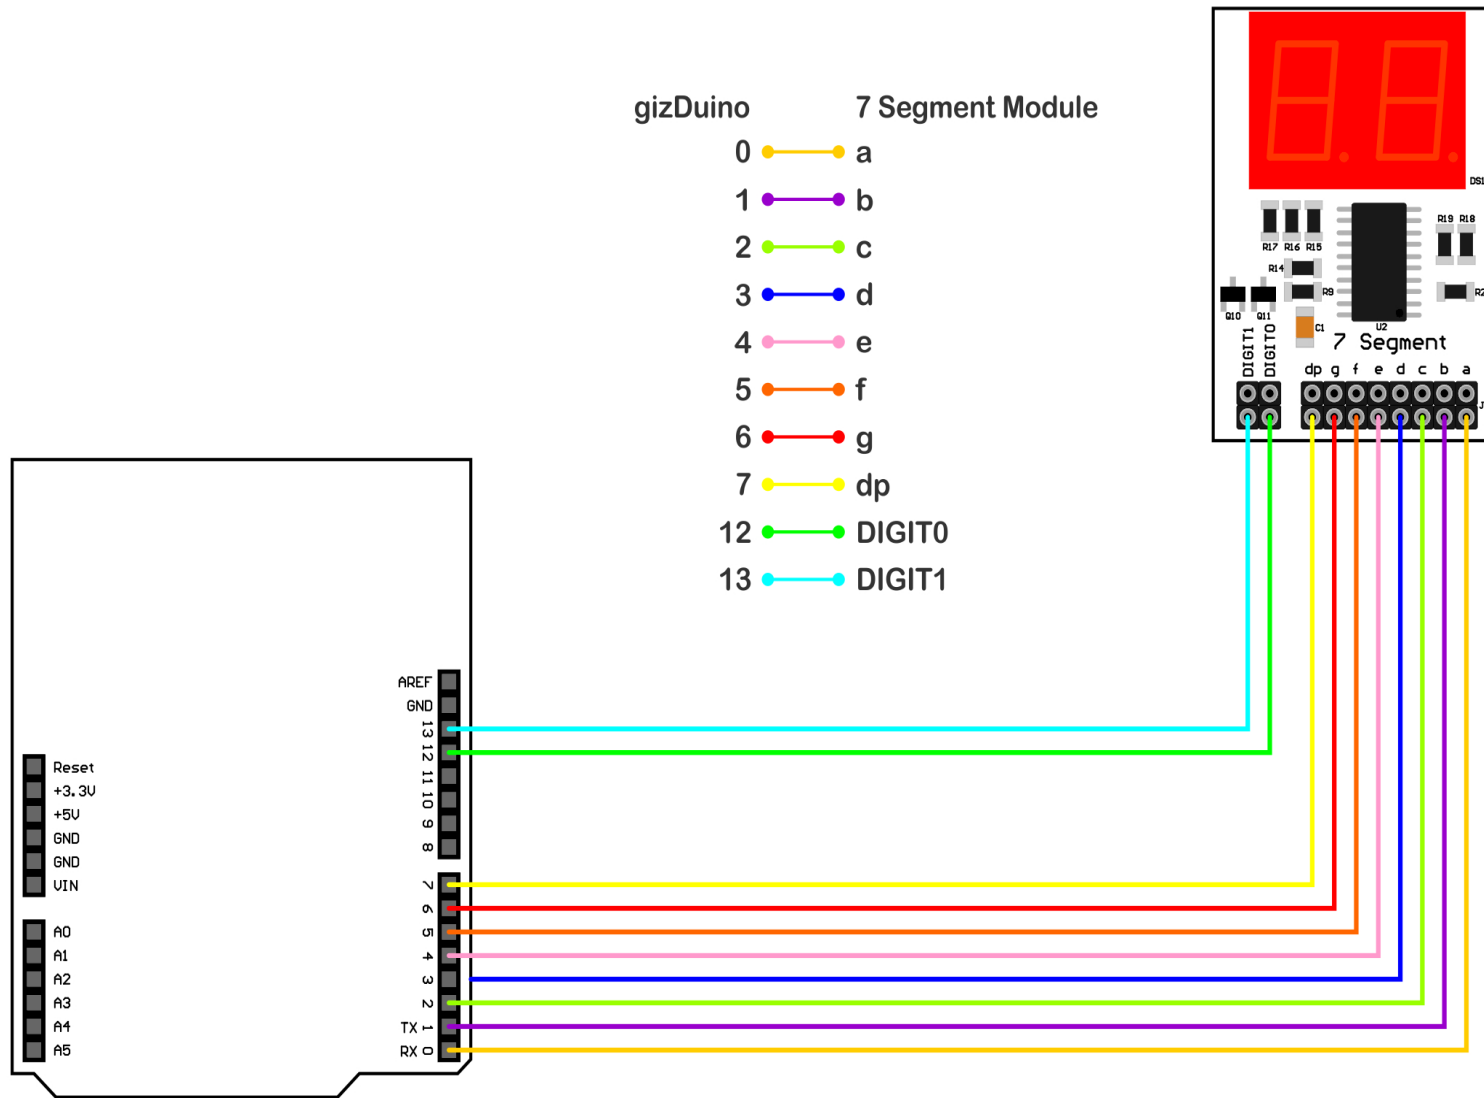 gizDuino 7 Segment Module
0 a
1 b
2 c
3 d
4 e
5 f
6 g
7 dp
12 DIGIT0
13 DIGIT1
DS1
R17 R16 R15
R19 R18
R14
R9
Q10 Q11
C1
U2
DIGIT1
DIGIT0
7 Segment
dp g f e d c b a
AREF
GND
13
12
11
10
9
8
7
6
5
4
3
2
TX 1
RX 0
Reset
+3.3V
+5V
GND
GND
VIN
A0
A1
A2
A3
A4
A5